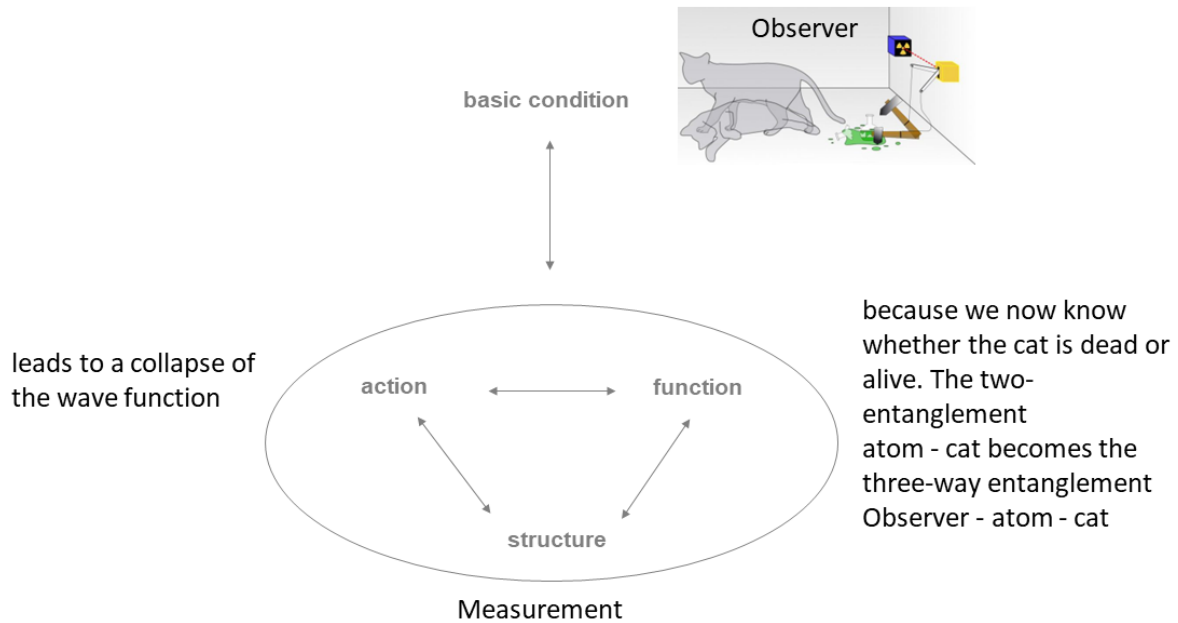 Observer
basic condition
leads to a collapse of
the wave function
action
function
structure
because we now know
whether the cat is dead or
alive. The two-
entanglement
atom - cat becomes the
three-way entanglement
Observer - atom - cat
Measurement